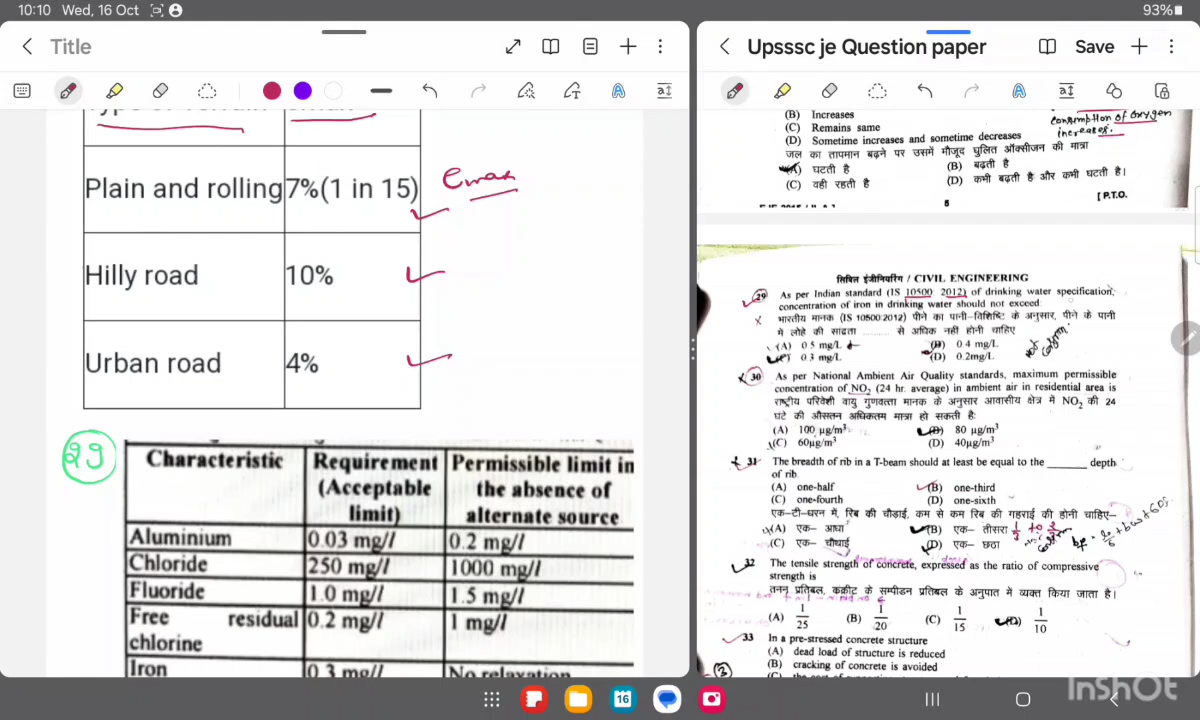 10:10 Wed, 16 Oct
93%
Title
Plain and rolling 7%(1 in 15)
emax
Hilly road 10%
Urban road 4%
29
Characteristic Requirement (Acceptable limit) Permissible limit in the absence of alternate source
Aluminium 0.03 mg/l 0.2 mg/l
Chloride 250 mg/l 1000 mg/l
Fluoride 1.0 mg/l 1.5 mg/l
Free residual chlorine 0.2 mg/l 1 mg/l
Iron 0.3 mg/l No relaxation
Upsssc je Question paper
Save
(B) Increases
(C) Remains same
(D) Sometime increases and sometime decreases
consumption of oxygen
increases.
जल का तापमान बढ़ने पर उसमें मौजूद घुलित ऑक्सीजन की मात्रा
(A) घटती है (B) बढ़ती है
(C) वही रहती है (D) कभी बढ़ती है और कभी घटती है।
5
[ P.T.O.
सिविल इंजीनियरिंग / CIVIL ENGINEERING
29 As per Indian standard (IS 10500 2012) of drinking water specification,
concentration of iron in drinking water should not exceed:
भारतीय मानक (IS 10500:2012) पीने का पानी-विशिष्टि के अनुसार, पीने के पानी
में लोहे की सांद्रता ........ से अधिक नहीं होनी चाहिए
(A) 0.5 mg/L (B) 0.4 mg/L
(C) 0.3 mg/L (D) 0.2mg/L
30 As per National Ambient Air Quality standards, maximum permissible
concentration of NO₂ (24 hr. average) in ambient air in residential area is
राष्ट्रीय परिवेशी वायु गुणवत्ता मानक के अनुसार आवासीय क्षेत्र में NO₂ की 24
घंटे की औसतन अधिकतम मात्रा हो सकती है:
(A) 100 µg/m³ (B) 80 µg/m³
(C) 60µg/m³ (D) 40µg/m³
31 The breadth of rib in a T-beam should at least be equal to the ______ depth
of rib.
(A) one-half (B) one-third
(C) one-fourth (D) one-sixth
एक-टी-धरन में, रिब की चौड़ाई, कम से कम रिब की गहराई की होनी चाहिए-
(A) एक- आधा (B) एक- तीसरा
(C) एक- चौथाई (D) एक- छठा
32 The tensile strength of concrete, expressed as the ratio of compressive
strength is
तनन प्रतिबल, कंक्रीट के सम्पीडन प्रतिबल के अनुपात में व्यक्त किया जाता है।
(A) 1/25 (B) 1/20 (C) 1/15 (D) 1/10
33 In a pre-stressed concrete structure
(A) dead load of structure is reduced
(B) cracking of concrete is avoided
16
InShOt